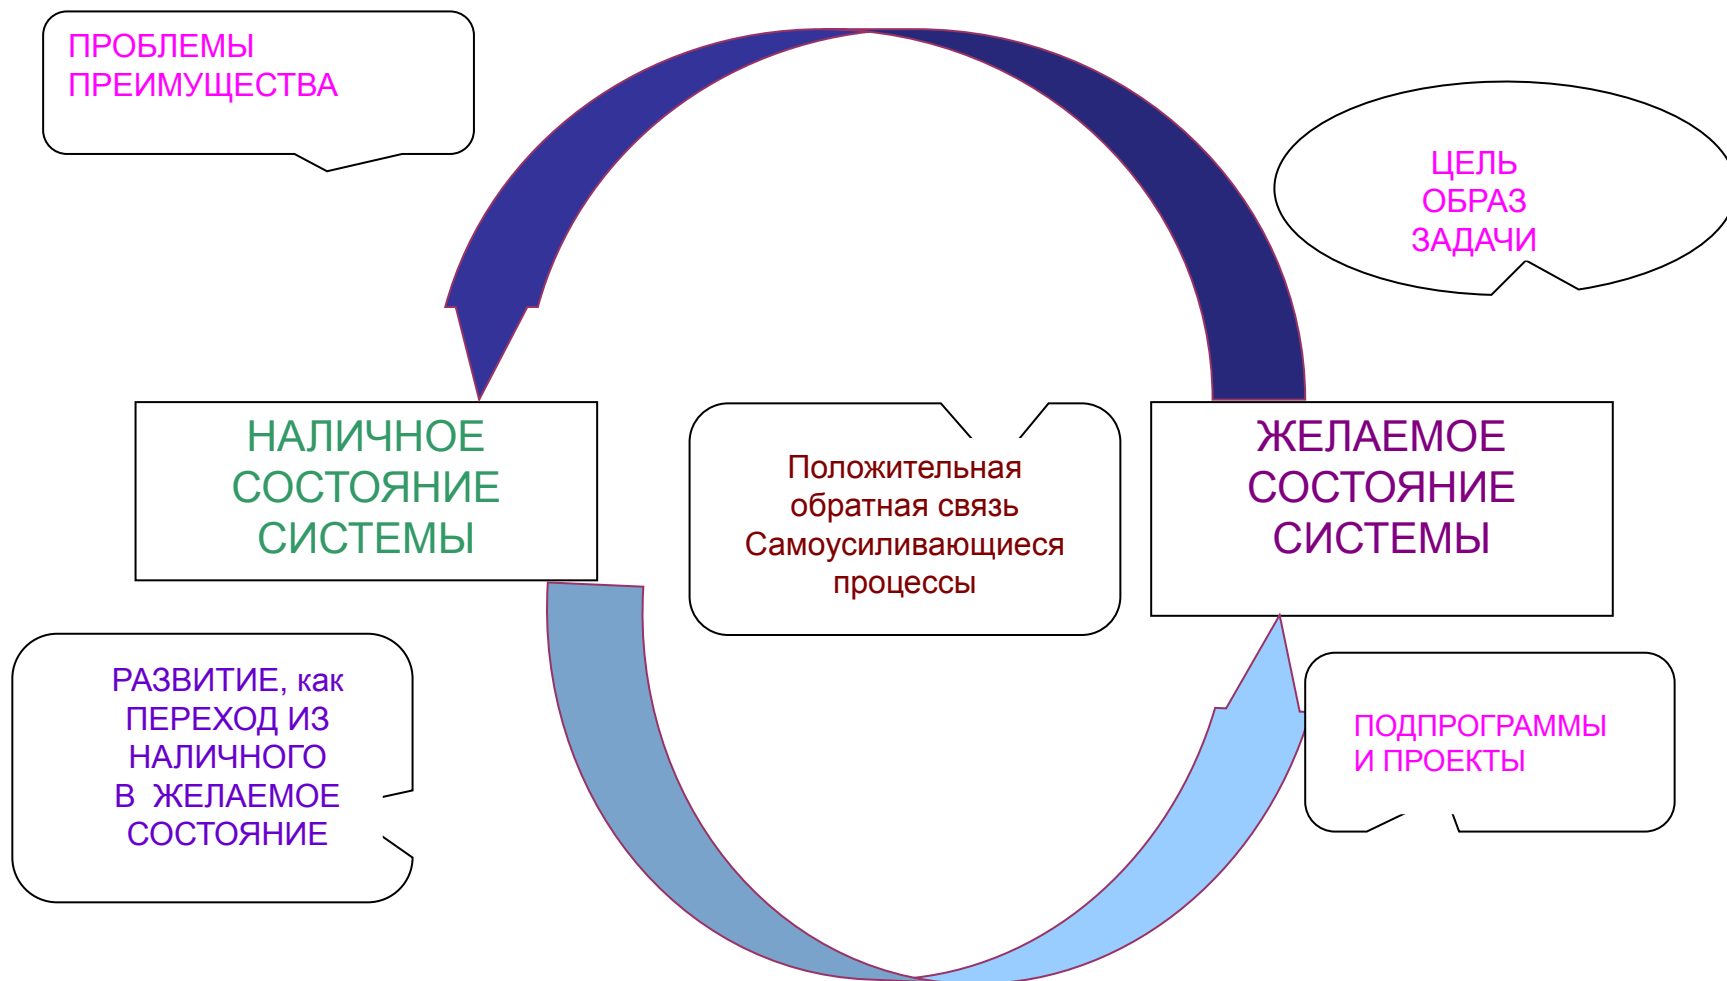 ПРОБЛЕМЫ
ПРЕИМУЩЕСТВА
ЦЕЛЬ
ОБРАЗ
ЗАДАЧИ
НАЛИЧНОЕ
СОСТОЯНИЕ
СИСТЕМЫ
Положительная
обратная связь
Самоусиливающиеся
процессы
ЖЕЛАЕМОЕ
СОСТОЯНИЕ
СИСТЕМЫ
РАЗВИТИЕ, как
ПЕРЕХОД ИЗ
НАЛИЧНОГО
В ЖЕЛАЕМОЕ
СОСТОЯНИЕ
ПОДПРОГРАММЫ
И ПРОЕКТЫ